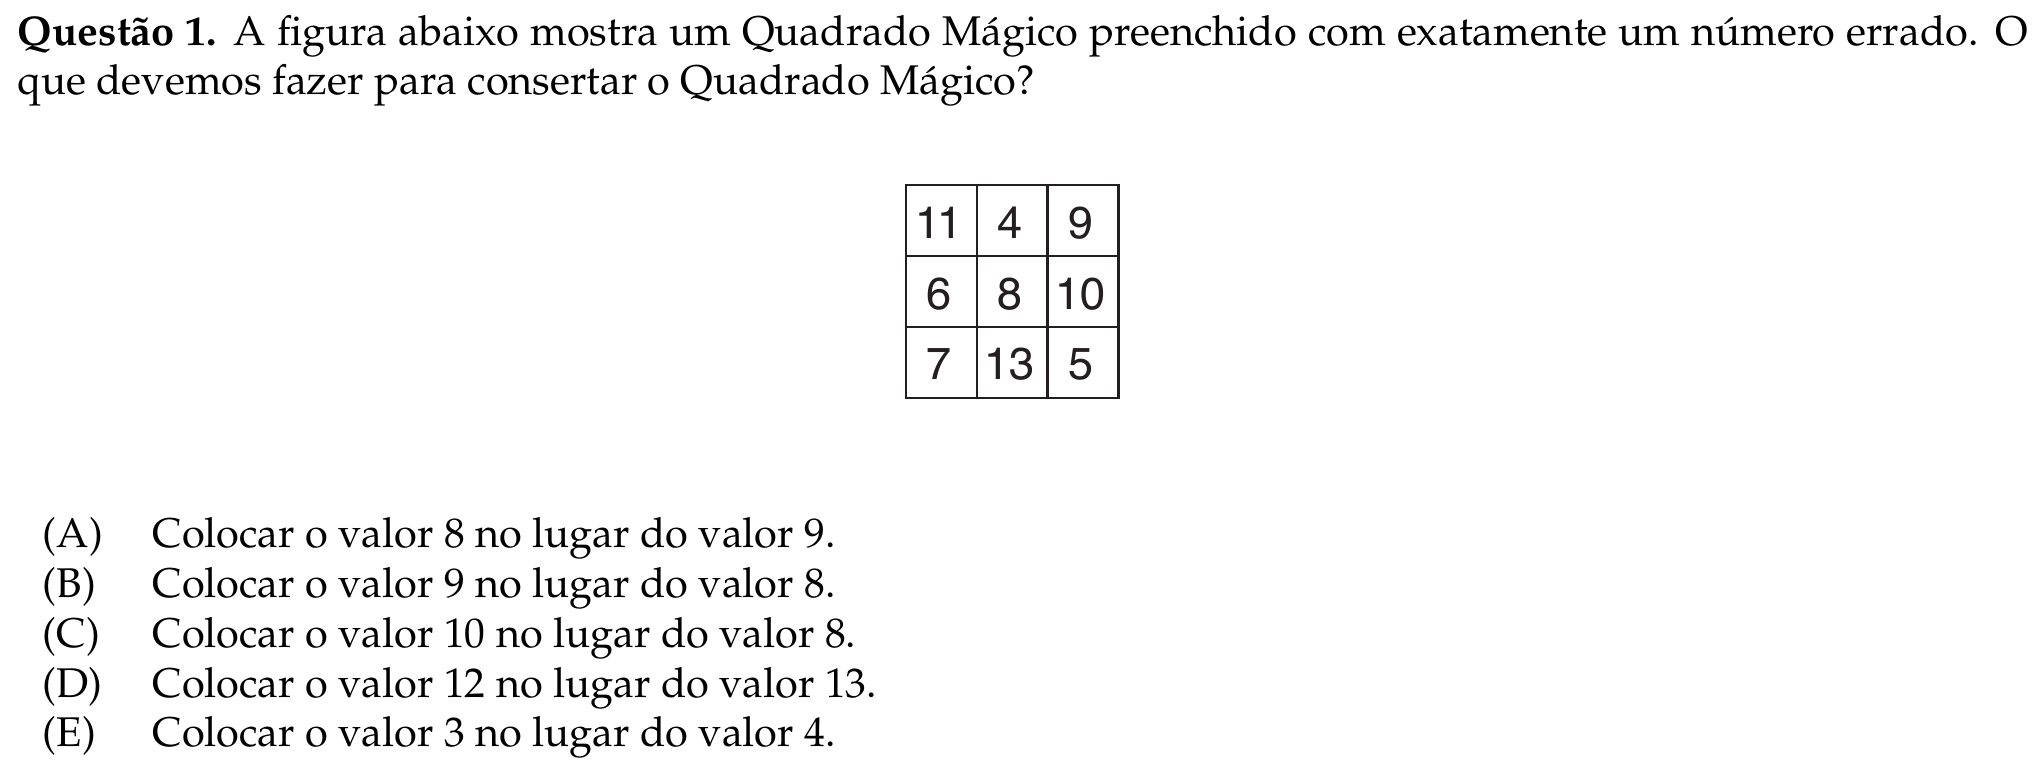 Questão 1. A figura abaixo mostra um Quadrado Mágico preenchido com exatamente um número errado. O
que devemos fazer para consertar o Quadrado Mágico?
11 4 9
6 8 10
7 13 5
(A) Colocar o valor 8 no lugar do valor 9.
(B) Colocar o valor 9 no lugar do valor 8.
(C) Colocar o valor 10 no lugar do valor 8.
(D) Colocar o valor 12 no lugar do valor 13.
(E) Colocar o valor 3 no lugar do valor 4.